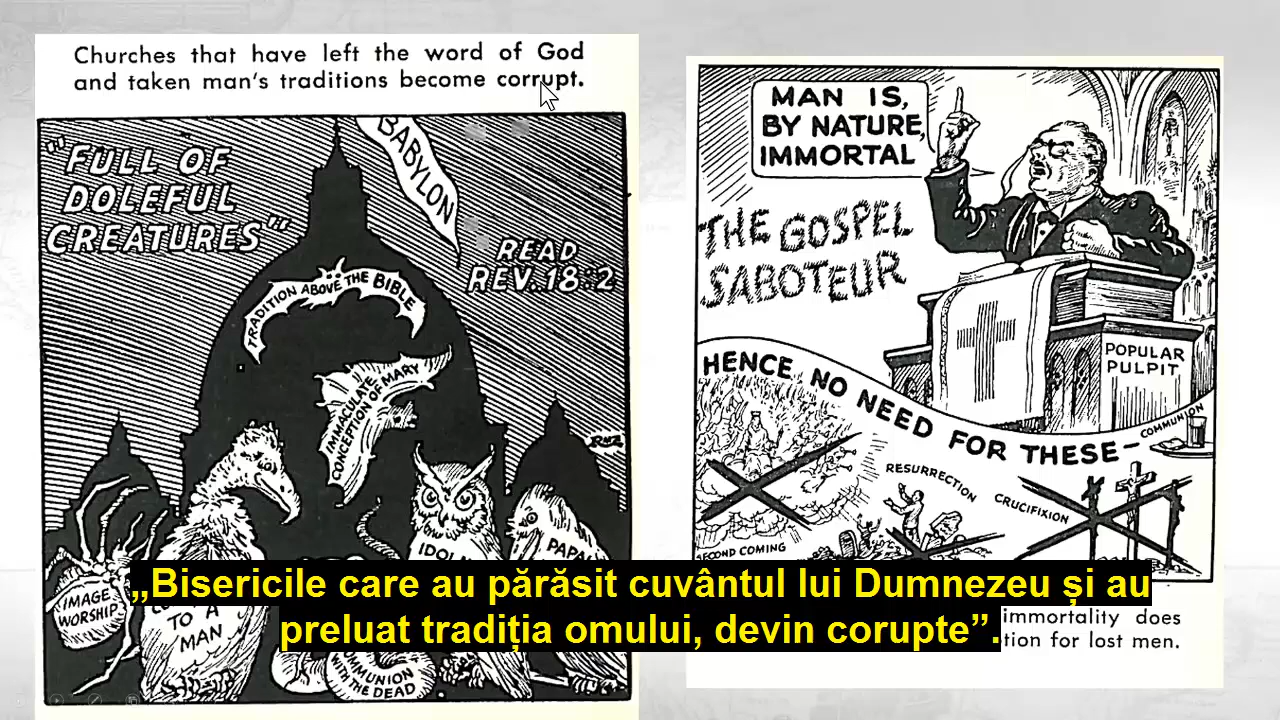 Churches that have left the word of God
and taken man's traditions become corrupt.
"FULL OF
DOLEFUL
CREATURES"
BABYLON
READ
REV. 18:2
TRADITION ABOVE THE BIBLE
IMMACULATE
CONCEPTION OF MARY
IMAGE
WORSHIP
TO A
MAN
COMMUNION
WITH THE DEAD
MAN IS,
BY NATURE,
IMMORTAL
THE GOSPEL
SABOTEUR
POPULAR
PULPIT
HENCE, NO NEED FOR THESE—
COMMUNION
RESURRECTION
CRUCIFIXION
SECOND COMING
immortality does
for lost men.
„Bisericile care au părăsit cuvântul lui Dumnezeu și au
preluat tradiția omului, devin corupte”.